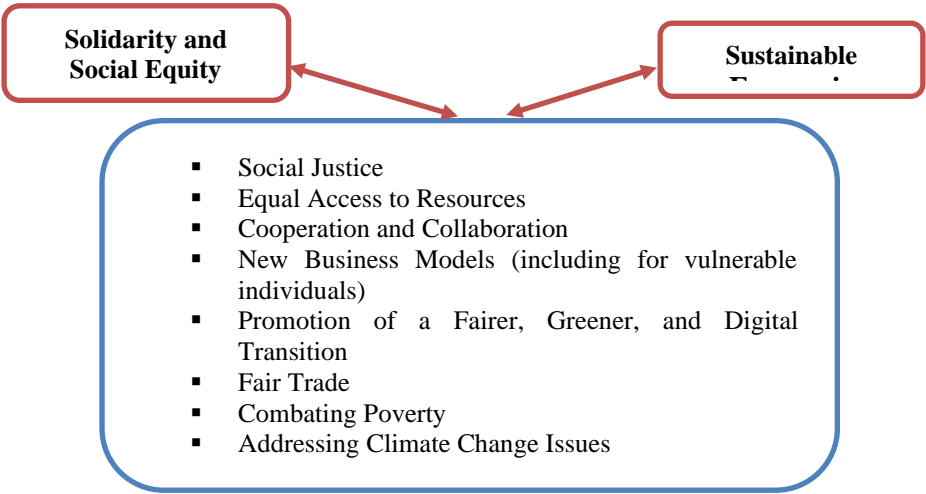 Solidarity and
Social Equity
Sustainable
▪ Social Justice
▪ Equal Access to Resources
▪ Cooperation and Collaboration
▪ New Business Models (including for vulnerable
individuals)
▪ Promotion of a Fairer, Greener, and Digital
Transition
▪ Fair Trade
▪ Combating Poverty
▪ Addressing Climate Change Issues